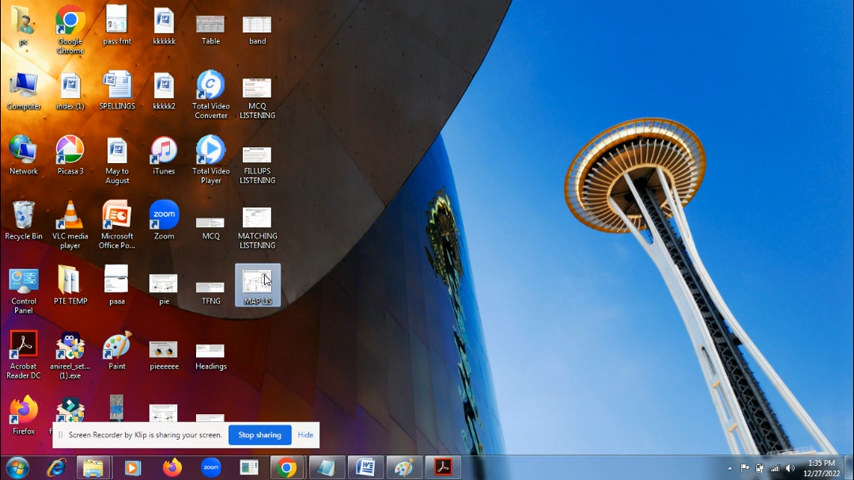 pc
Google
Chrome
pass frnt
kkkkkk
Table
band
Computer
index (1)
SPELLINGS
kkkkk2
Total Video
Converter
MCQ
LISTENING
Network
Picasa 3
May to
August
iTunes
Total Video
Player
FILLUPS
LISTENING
Recycle Bin
VLC media
player
Microsoft
Office Po...
zoom
Zoom
MCQ
MATCHING
LISTENING
Control
Panel
PTE TEMP
paaa
pie
TFNG
MAP LIS
Acrobat
Reader DC
anireel_set...
(1).exe
Paint
pieeeeee
Headings
Firefox
Screen Recorder by Klip is sharing your screen.
Stop sharing
Hide
zoom
1:35 PM
12/27/2022